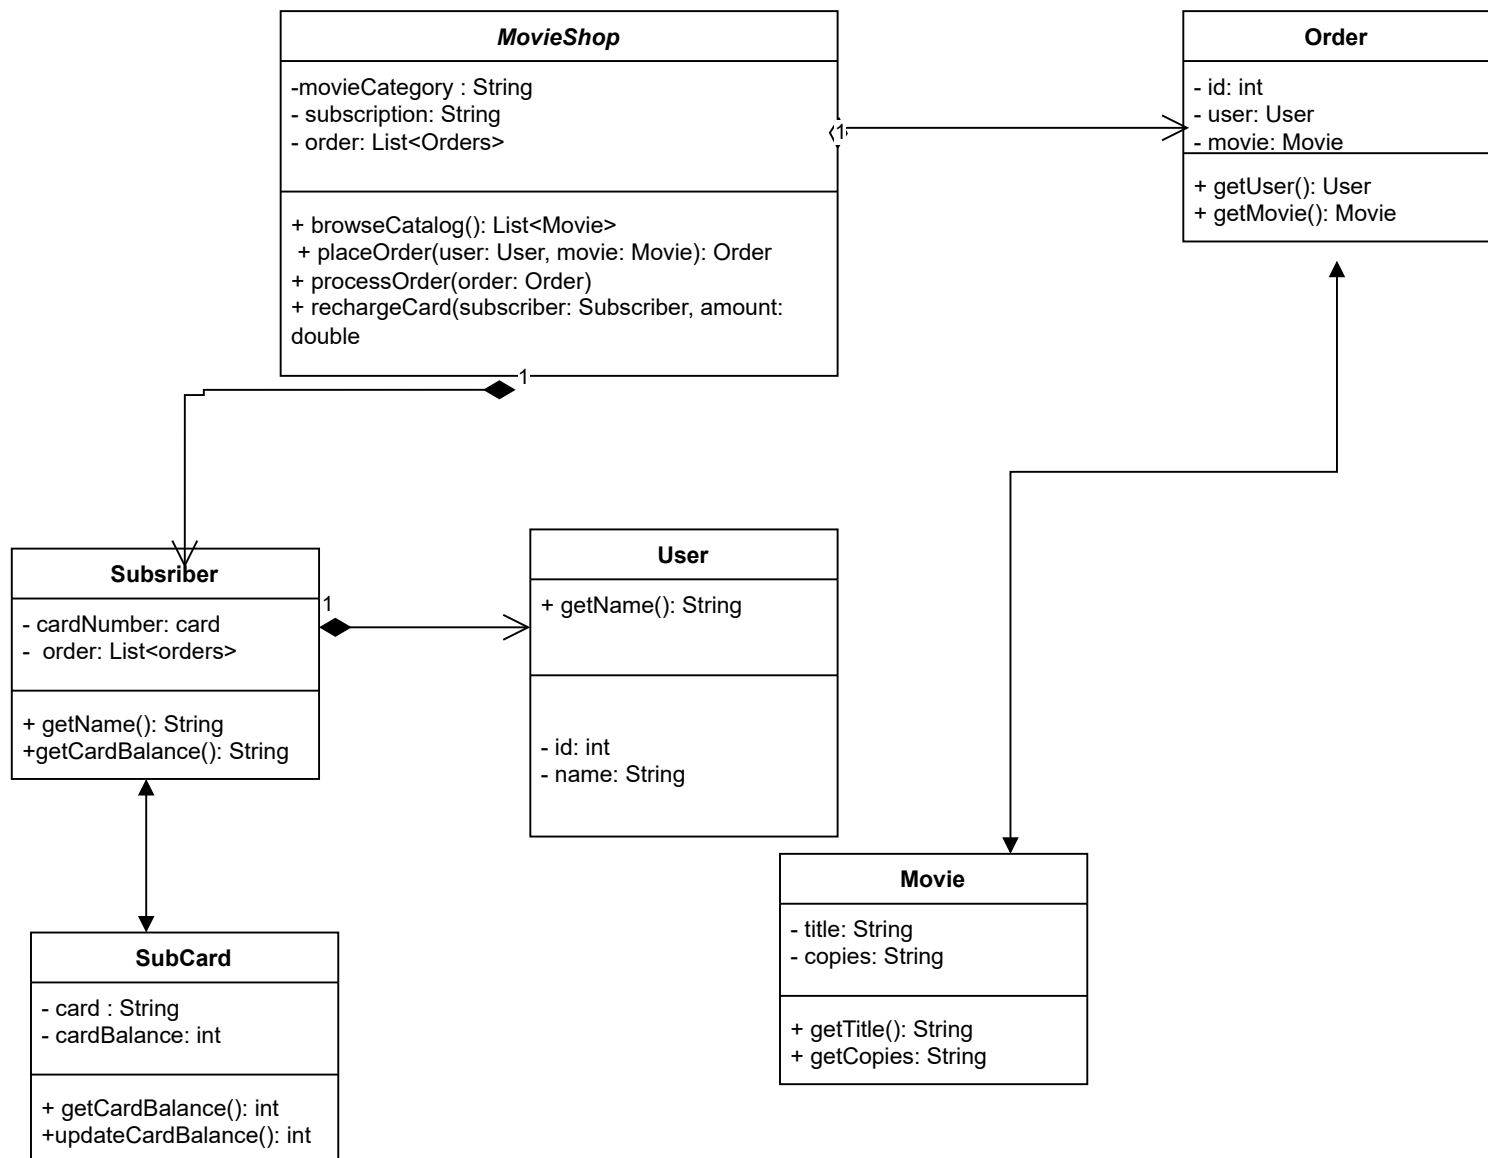 MovieShop
-movieCategory : String
- subscription: String
- order: List<Orders>
+ browseCatalog(): List<Movie>
+ placeOrder(user: User, movie: Movie): Order
+ processOrder(order: Order)
+ rechargeCard(subscriber: Subscriber, amount:
double
1
1
Order
- id: int
- user: User
- movie: Movie
+ getUser(): User
+ getMovie(): Movie
Subsriber
- cardNumber: card
- order: List<orders>
+ getName(): String
+getCardBalance(): String
1
User
+ getName(): String
- id: int
- name: String
Movie
- title: String
- copies: String
+ getTitle(): String
+ getCopies: String
SubCard
- card : String
- cardBalance: int
+ getCardBalance(): int
+updateCardBalance(): int